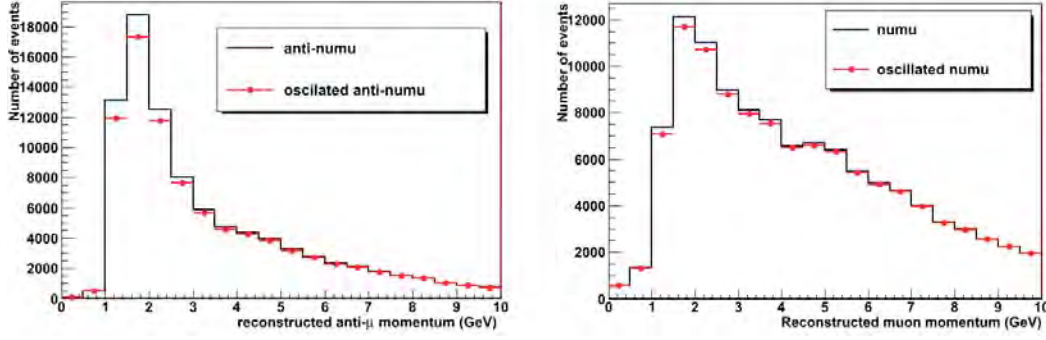 Number of events
18000
16000
14000
12000
10000
8000
6000
4000
2000
0
anti-numu
oscilated anti-numu
0 1 2 3 4 5 6 7 8 9 10
reconstructed anti-μ momentum (GeV)
Number of events
12000
10000
8000
6000
4000
2000
0
numu
oscillated numu
0 1 2 3 4 5 6 7 8 9 10
Reconstructed muon momentum (GeV)